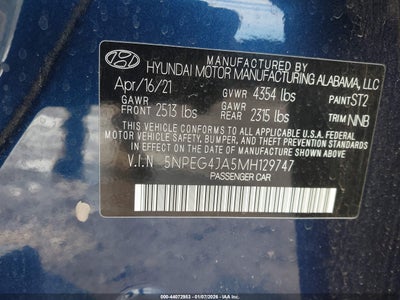 MANUFACTURED BY
HYUNDAI MOTOR MANUFACTURING ALABAMA, LLC
Apr/16/21 GVWR 4354 lbs PAINT ST2
GAWR FRONT 2513 lbs GAWR REAR 2315 lbs TRIM NNB
THIS VEHICLE CONFORMS TO ALL APPLICABLE FEDERAL
MOTOR VEHICLE SAFETY, BUMPER, AND THEFT PREVENTION
STANDARDS IN EFFECT ON THE DATE OF MANUFACTURE
SHOWN ABOVE.
V.I.N 5NPEG4JA5MH129747
PASSENGER CAR
000-44072953 - 01/07/2026 - IAA Inc.